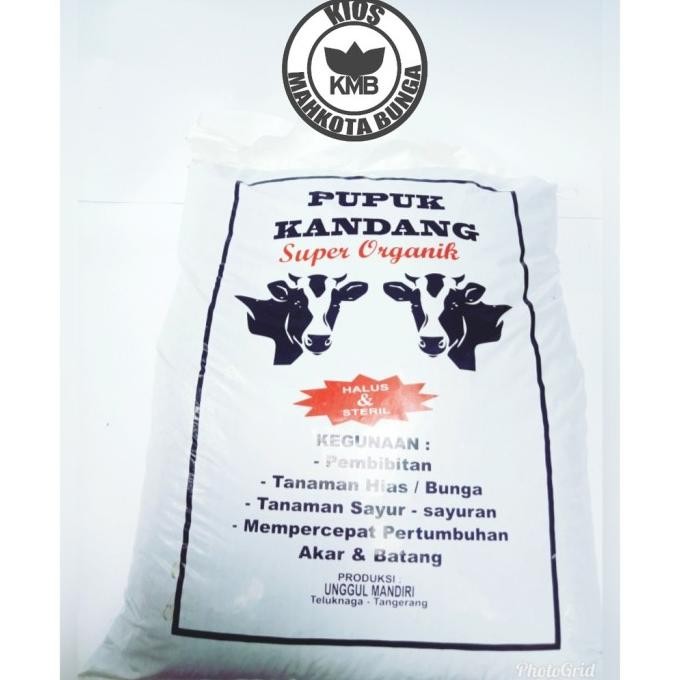 KIOS
KMB
MAHKOTA BUNGA
PUPUK
KANDANG
Super Organik
HALUS
&
STERIL
KEGUNAAN :
- Pembibitan
- Tanaman Hias / Bunga
- Tanaman Sayur - sayuran
- Mempercepat Pertumbuhan
Akar & Batang
PRODUKSI :
UNGGUL MANDIRI
Teluknaga - Tangerang
PhotoGrid